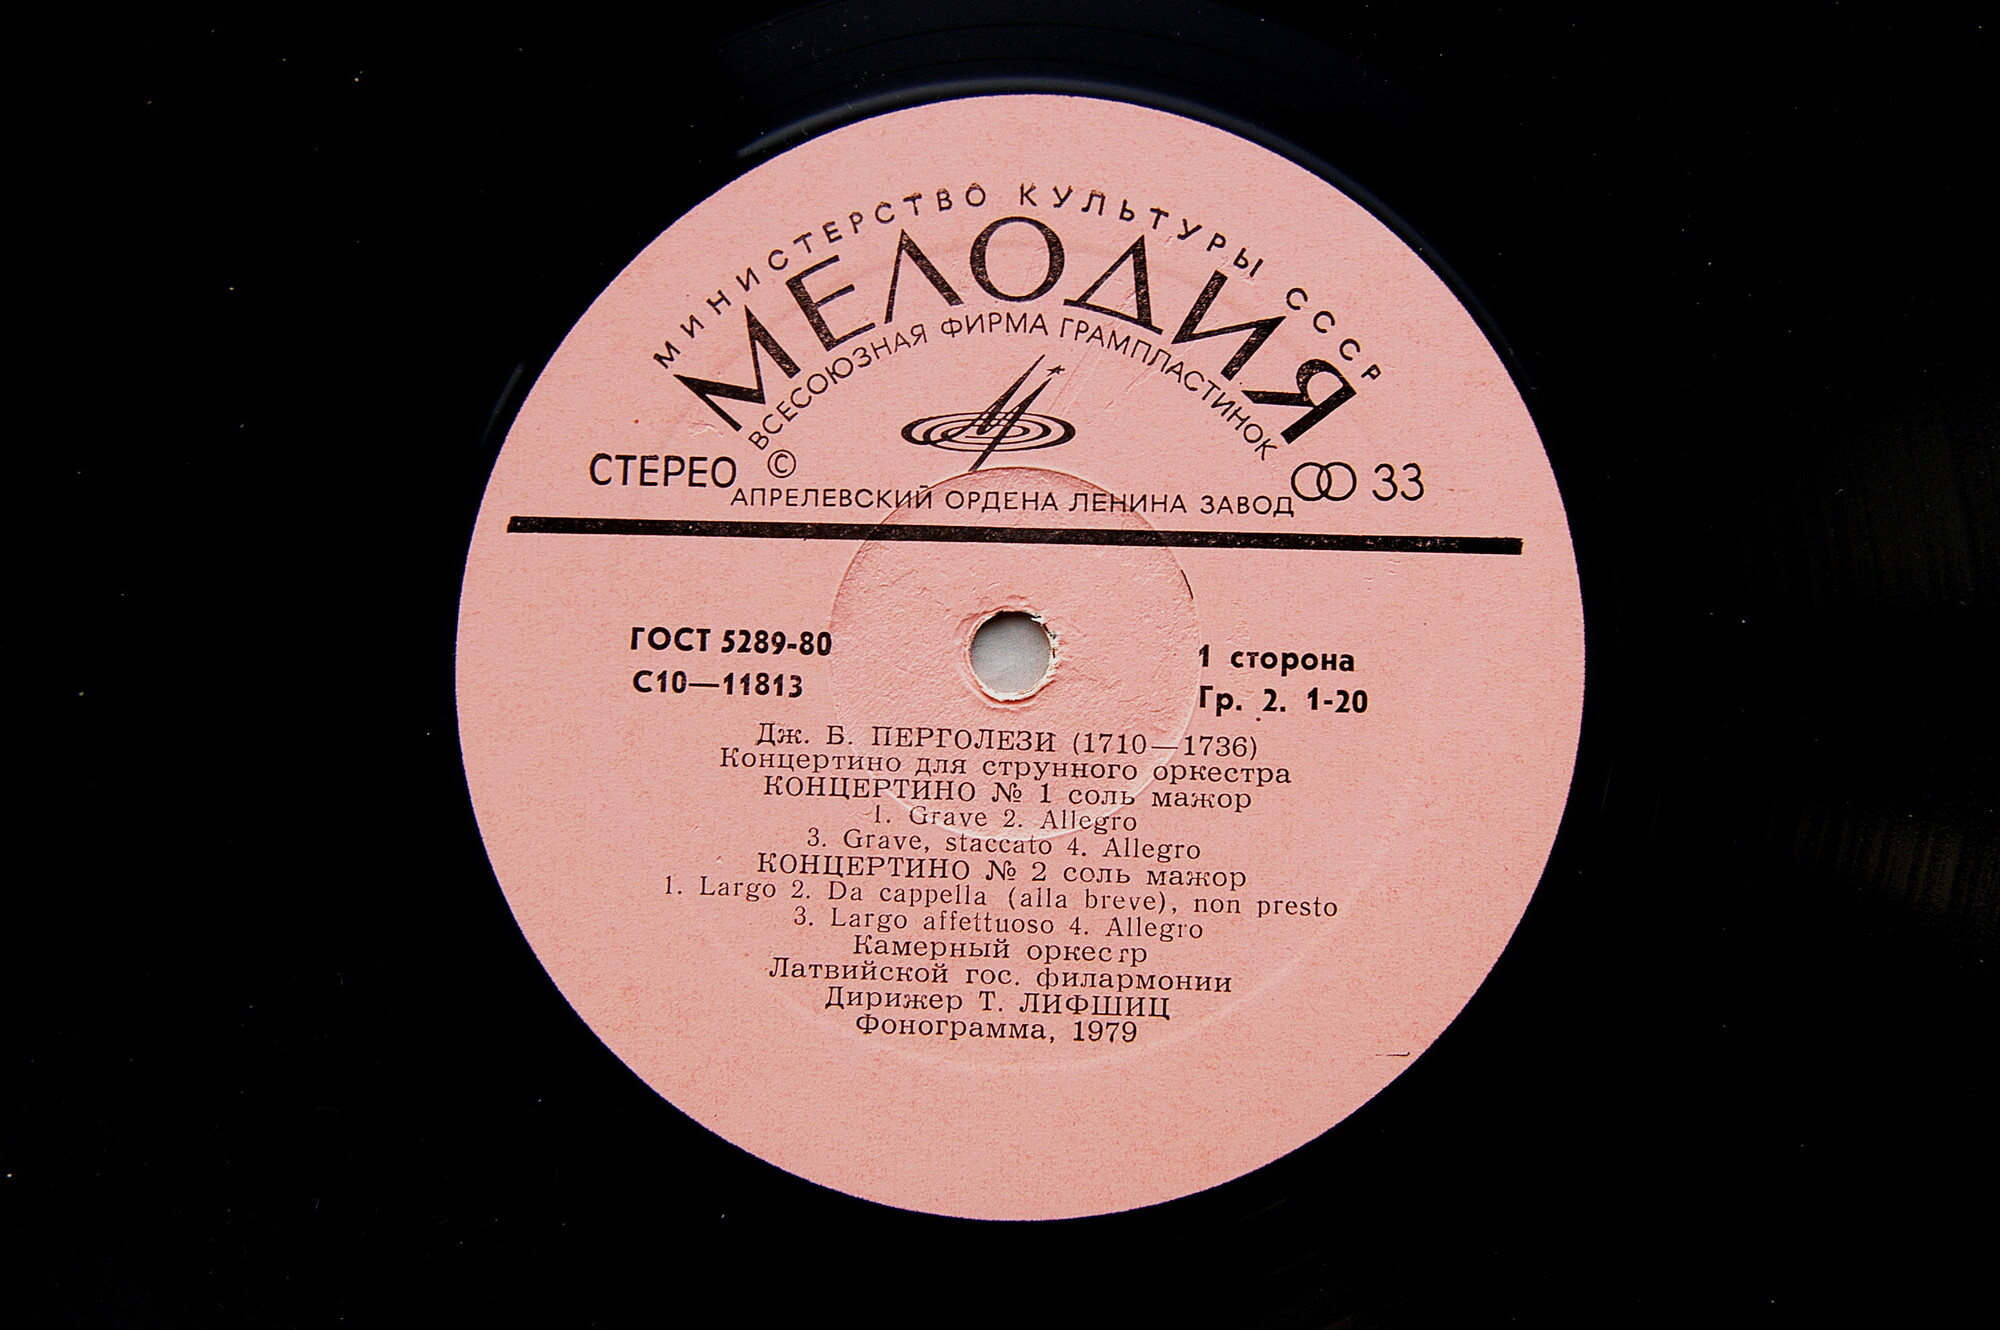 МИНИСТЕРСТВО КУЛЬТУРЫ СССР
МЕЛОДИЯ
ВСЕСОЮЗНАЯ ФИРМА ГРАМПЛАСТИНОК
СТЕРЕО © 33
АПРЕЛЕВСКИЙ ОРДЕНА ЛЕНИНА ЗАВОД
ГОСТ 5289-80 1 сторона
С10—11813 Гр. 2. 1-20
Дж. Б. ПЕРГОЛЕЗИ (1710—1736)
Концертино для струнного оркестра
КОНЦЕРТИНО № 1 соль мажор
1. Grave 2. Allegro
3. Grave, staccato 4. Allegro
КОНЦЕРТИНО № 2 соль мажор
1. Largo 2. Da cappella (alla breve), non presto
3. Largo affettuoso 4. Allegro
Камерный оркестр
Латвийской гос. филармонии
Дирижер Т. ЛИФШИЦ
Фонограмма, 1979